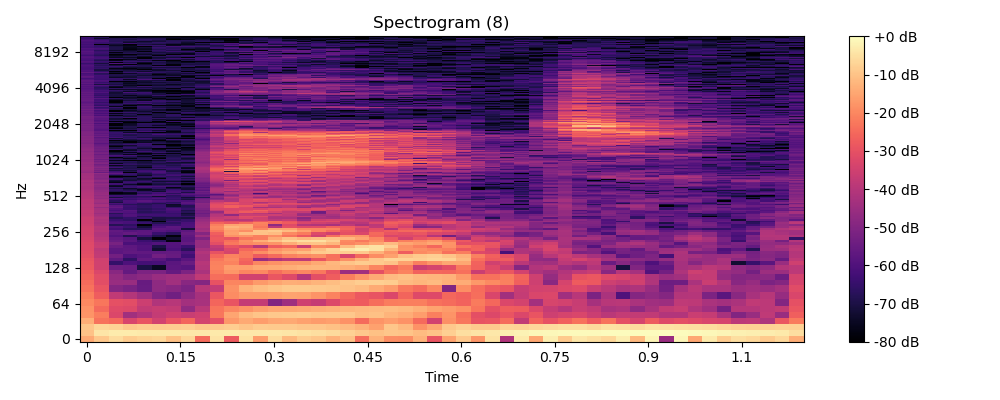 Spectrogram (8)
8192
4096
2048
1024
512
256
128
64
0
Hz
0 0.15 0.3 0.45 0.6 0.75 0.9 1.1
Time
+0 dB
-10 dB
-20 dB
-30 dB
-40 dB
-50 dB
-60 dB
-70 dB
-80 dB